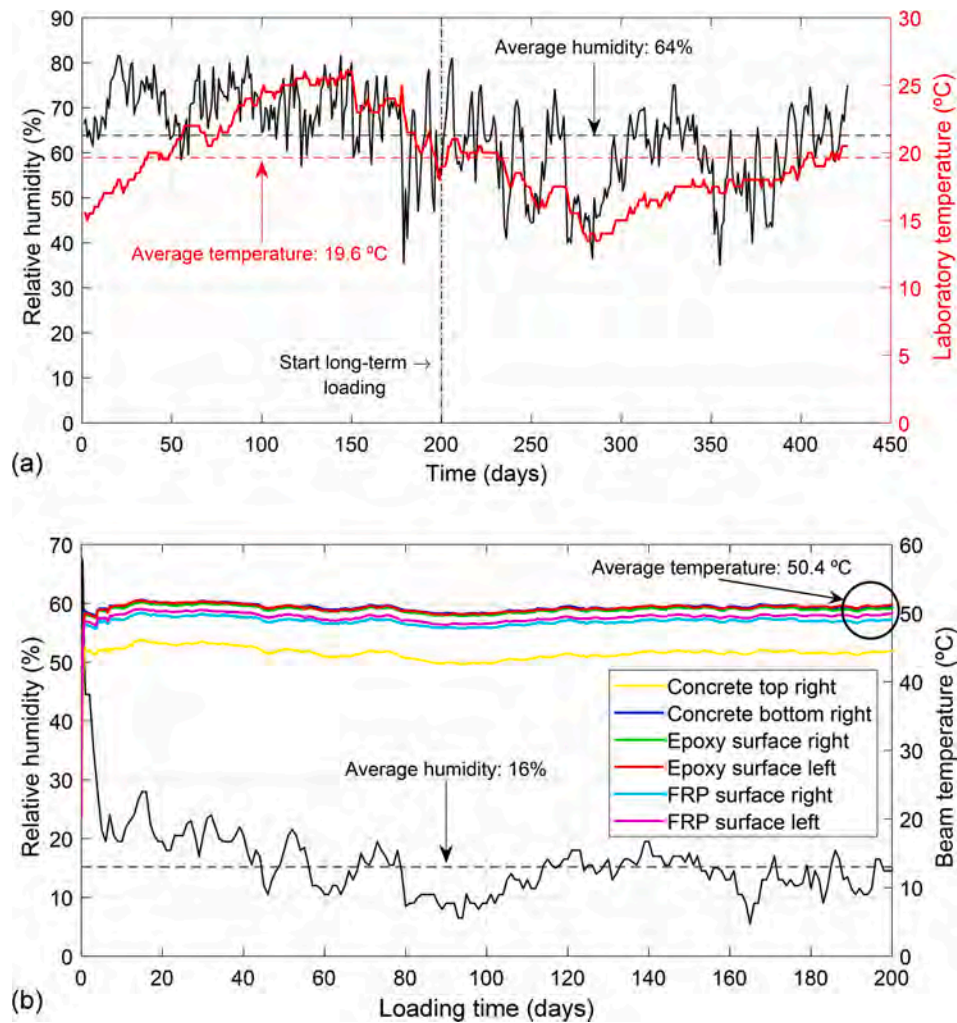 90
80
70
60
50
40
30
20
10
0
Relative humidity (%)
30
25
20
15
10
5
0
Laboratory temperature (ºC)
Average humidity: 64%
Average temperature: 19.6 ºC
Start long-term →
loading
0 50 100 150 200 250 300 350 400 450
Time (days)
(a)
70
60
50
40
30
20
10
0
Relative humidity (%)
60
50
40
30
20
10
0
Beam temperature (ºC)
Average temperature: 50.4 ºC
Concrete top right
Concrete bottom right
Epoxy surface right
Epoxy surface left
FRP surface right
FRP surface left
Average humidity: 16%
0 20 40 60 80 100 120 140 160 180 200
Loading time (days)
(b)